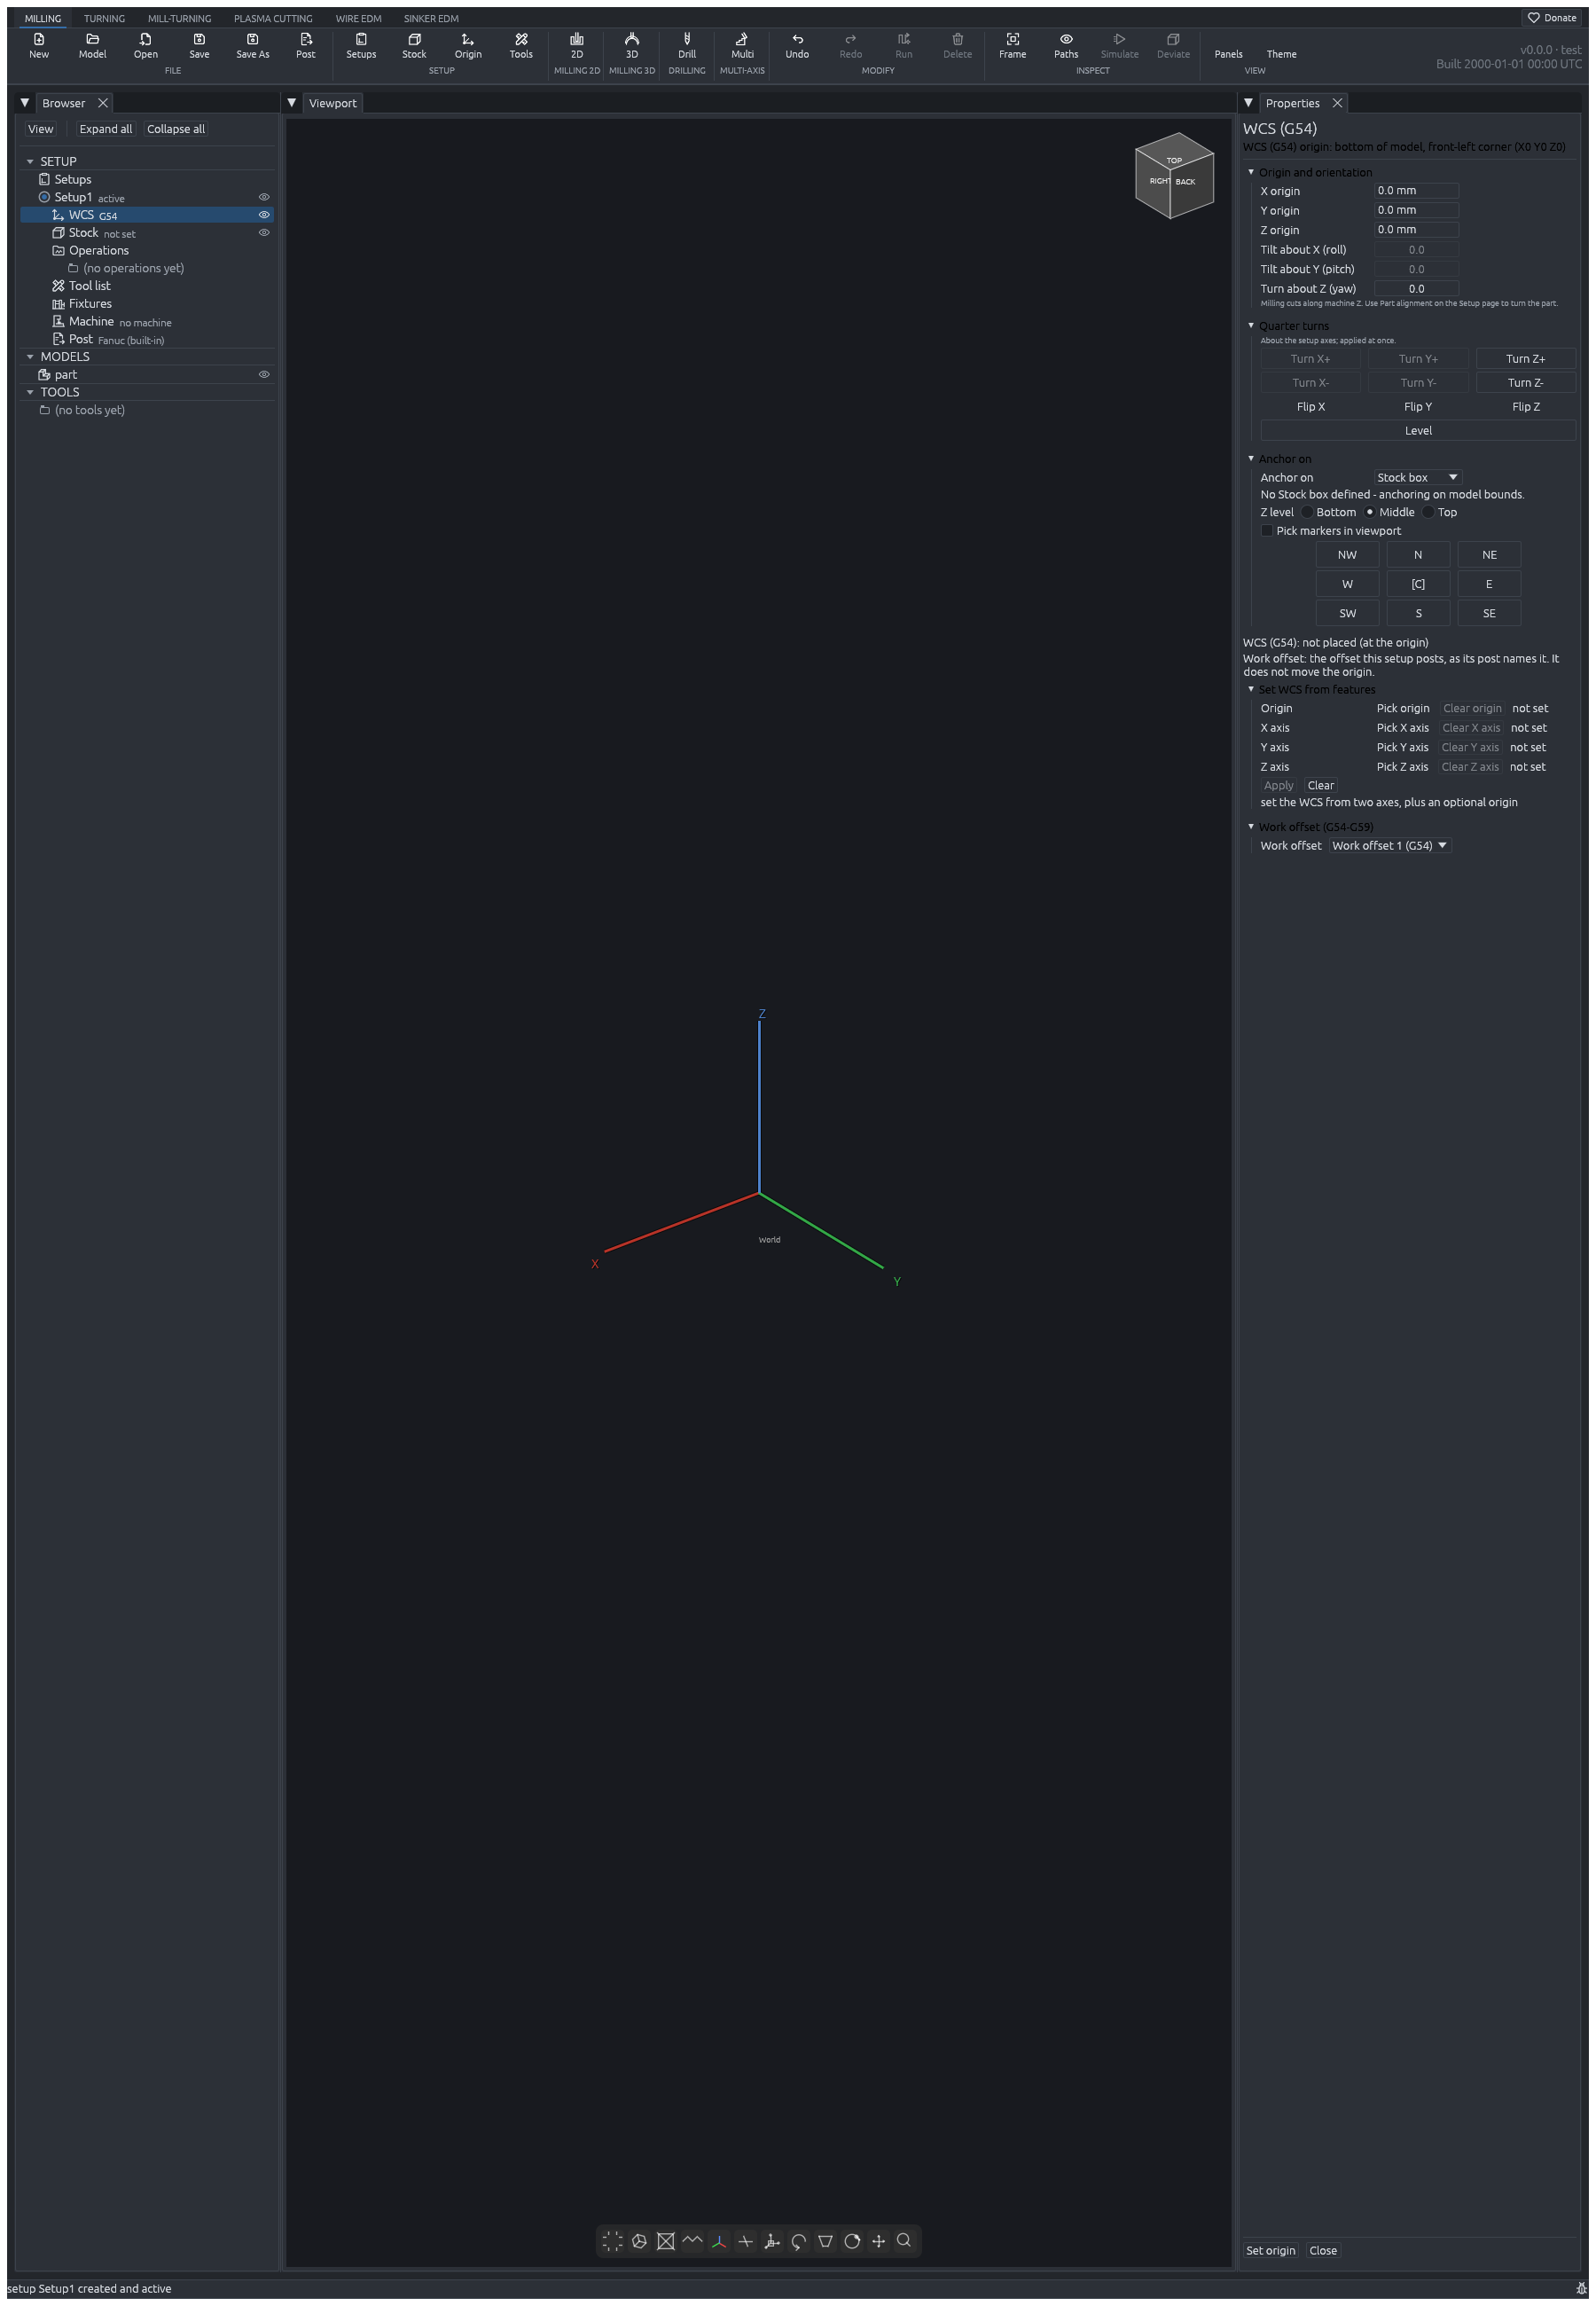 MILLING TURNING MILL-TURNING PLASMA CUTTING WIRE EDM SINKER EDM Donate
New Model Open Save Save As Post Setups Stock Origin Tools 2D 3D Drill Multi Undo Redo Run Delete Frame Paths Simulate Deviate Panels Theme
v0.0.0 · test
Built 2000-01-01 00:00 UTC
FILE SETUP MILLING 2D MILLING 3D DRILLING MULTI-AXIS MODIFY INSPECT VIEW
Browser
View Expand all Collapse all
SETUP
Setups
Setup1 active
WCS G54
Stock not set
Operations
(no operations yet)
Tool list
Fixtures
Machine no machine
Post Fanuc (built-in)
MODELS
part
TOOLS
(no tools yet)
Viewport
TOP
RIGHT BACK
Z
World
X
Y
Properties
WCS (G54)
WCS (G54) origin: bottom of model, front-left corner (X0 Y0 Z0)
Origin and orientation
X origin 0.0 mm
Y origin 0.0 mm
Z origin 0.0 mm
Tilt about X (roll) 0.0
Tilt about Y (pitch) 0.0
Turn about Z (yaw) 0.0
Milling cuts along machine Z. Use Part alignment on the Setup page to turn the part.
Quarter turns
About the setup axes; applied at once.
Turn X+ Turn Y+ Turn Z+
Turn X- Turn Y- Turn Z-
Flip X Flip Y Flip Z
Level
Anchor on
Anchor on Stock box
No Stock box defined - anchoring on model bounds.
Z level Bottom Middle Top
Pick markers in viewport
NW N NE
W [C] E
SW S SE
WCS (G54): not placed (at the origin)
Work offset: the offset this setup posts, as its post names it. It
does not move the origin.
Set WCS from features
Origin Pick origin Clear origin not set
X axis Pick X axis Clear X axis not set
Y axis Pick Y axis Clear Y axis not set
Z axis Pick Z axis Clear Z axis not set
Apply Clear
set the WCS from two axes, plus an optional origin
Work offset (G54-G59)
Work offset Work offset 1 (G54)
Set origin Close
setup Setup1 created and active